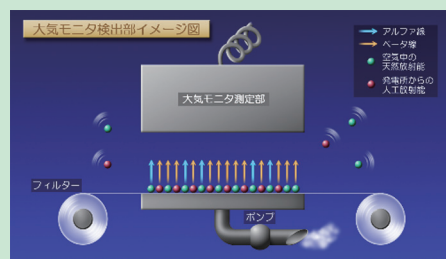 大気モニタ検出部イメージ図
アルファ線
ベータ線
空気中の
天然放射能
発電所からの
人工放射能
大気モニタ測定部
フィルター
ポンプ